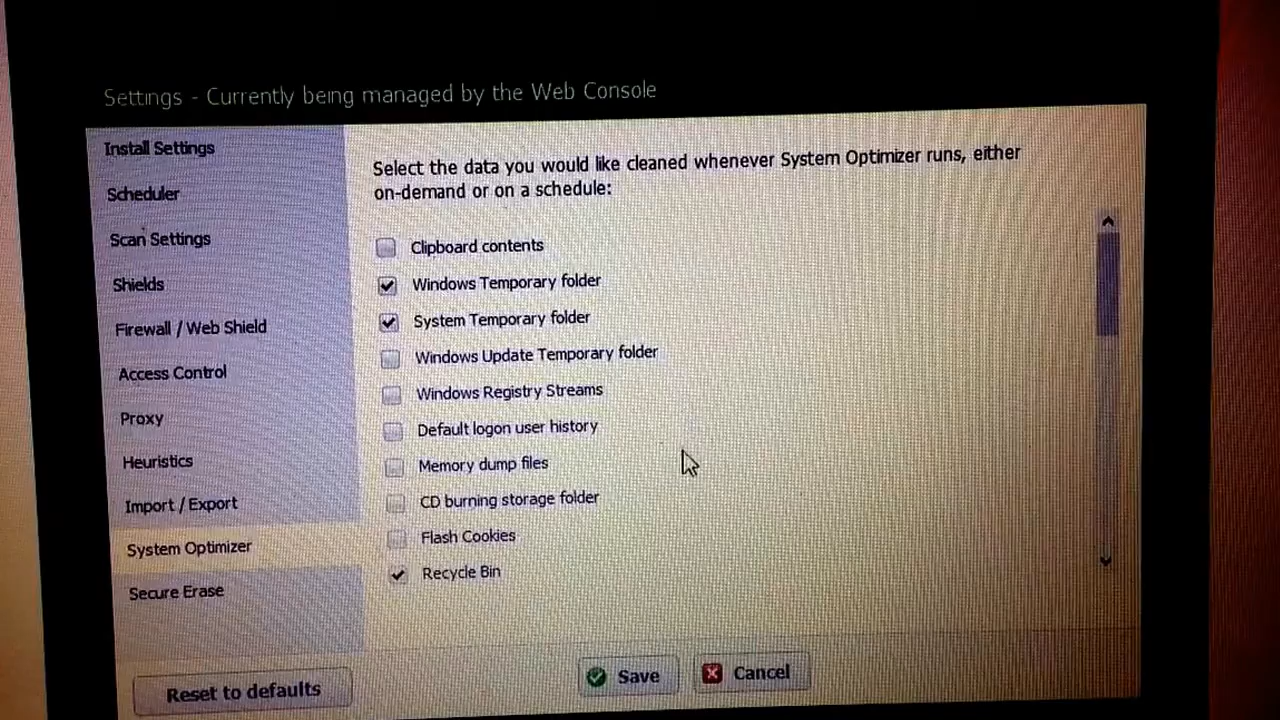 Settings - Currently being managed by the Web Console
Install Settings
Scheduler
Scan Settings
Shields
Firewall / Web Shield
Access Control
Proxy
Heuristics
Import / Export
System Optimizer
Secure Erase
Reset to defaults
Select the data you would like cleaned whenever System Optimizer runs, either
on-demand or on a schedule:
Clipboard contents
Windows Temporary folder
System Temporary folder
Windows Update Temporary folder
Windows Registry Streams
Default logon user history
Memory dump files
CD burning storage folder
Flash Cookies
Recycle Bin
Save
Cancel